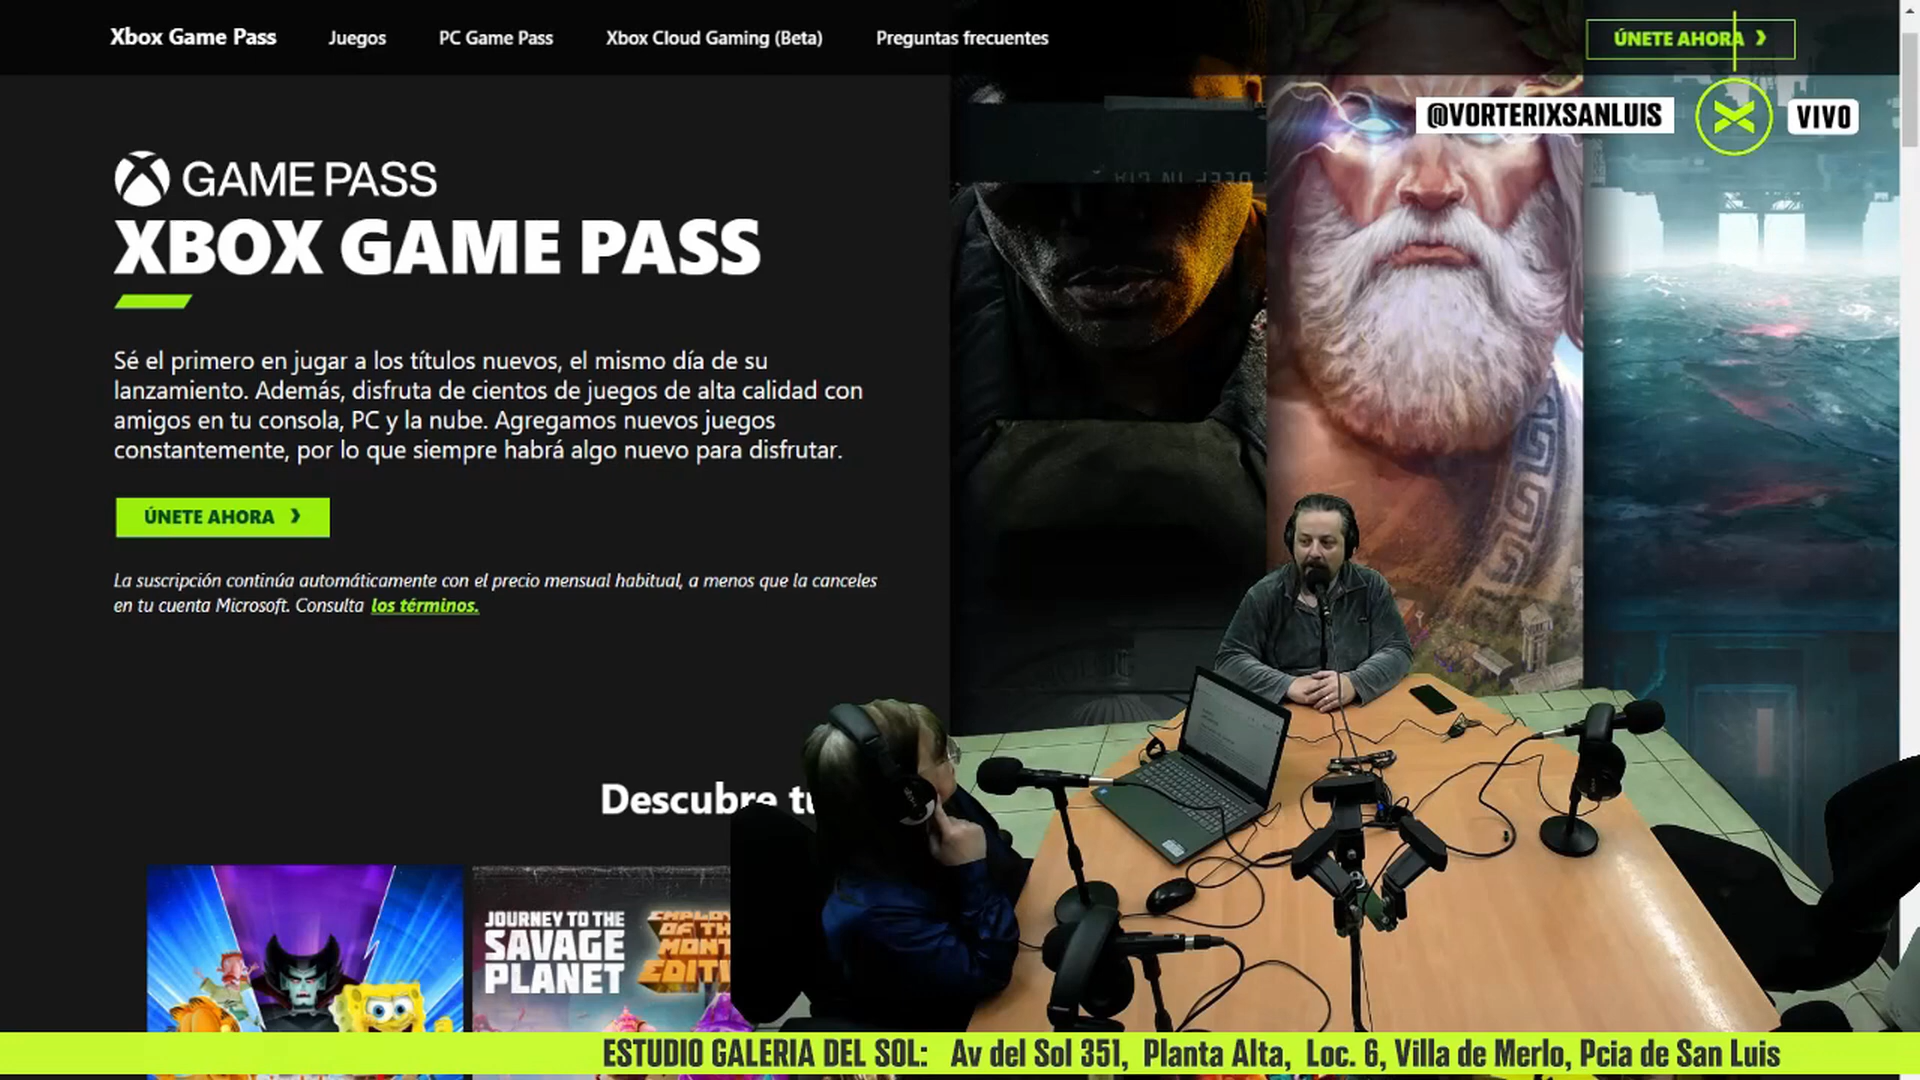 Xbox Game Pass
Juegos
PC Game Pass
Xbox Cloud Gaming (Beta)
Preguntas frecuentes
ÚNETE AHORA
@VORTERIXSANLUIS
VIVO
GAME PASS
XBOX GAME PASS
Sé el primero en jugar a los títulos nuevos, el mismo día de su
lanzamiento. Además, disfruta de cientos de juegos de alta calidad con
amigos en tu consola, PC y la nube. Agregamos nuevos juegos
constantemente, por lo que siempre habrá algo nuevo para disfrutar.
ÚNETE AHORA
La suscripción continúa automáticamente con el precio mensual habitual, a menos que la canceles
en tu cuenta Microsoft. Consulta los términos.
Descubre tu
JOURNEY TO THE
SAVAGE
PLANET
ESTUDIO GALERIA DEL SOL: Av del Sol 351, Planta Alta, Loc. 6, Villa de Merlo, Pcia de San Luis